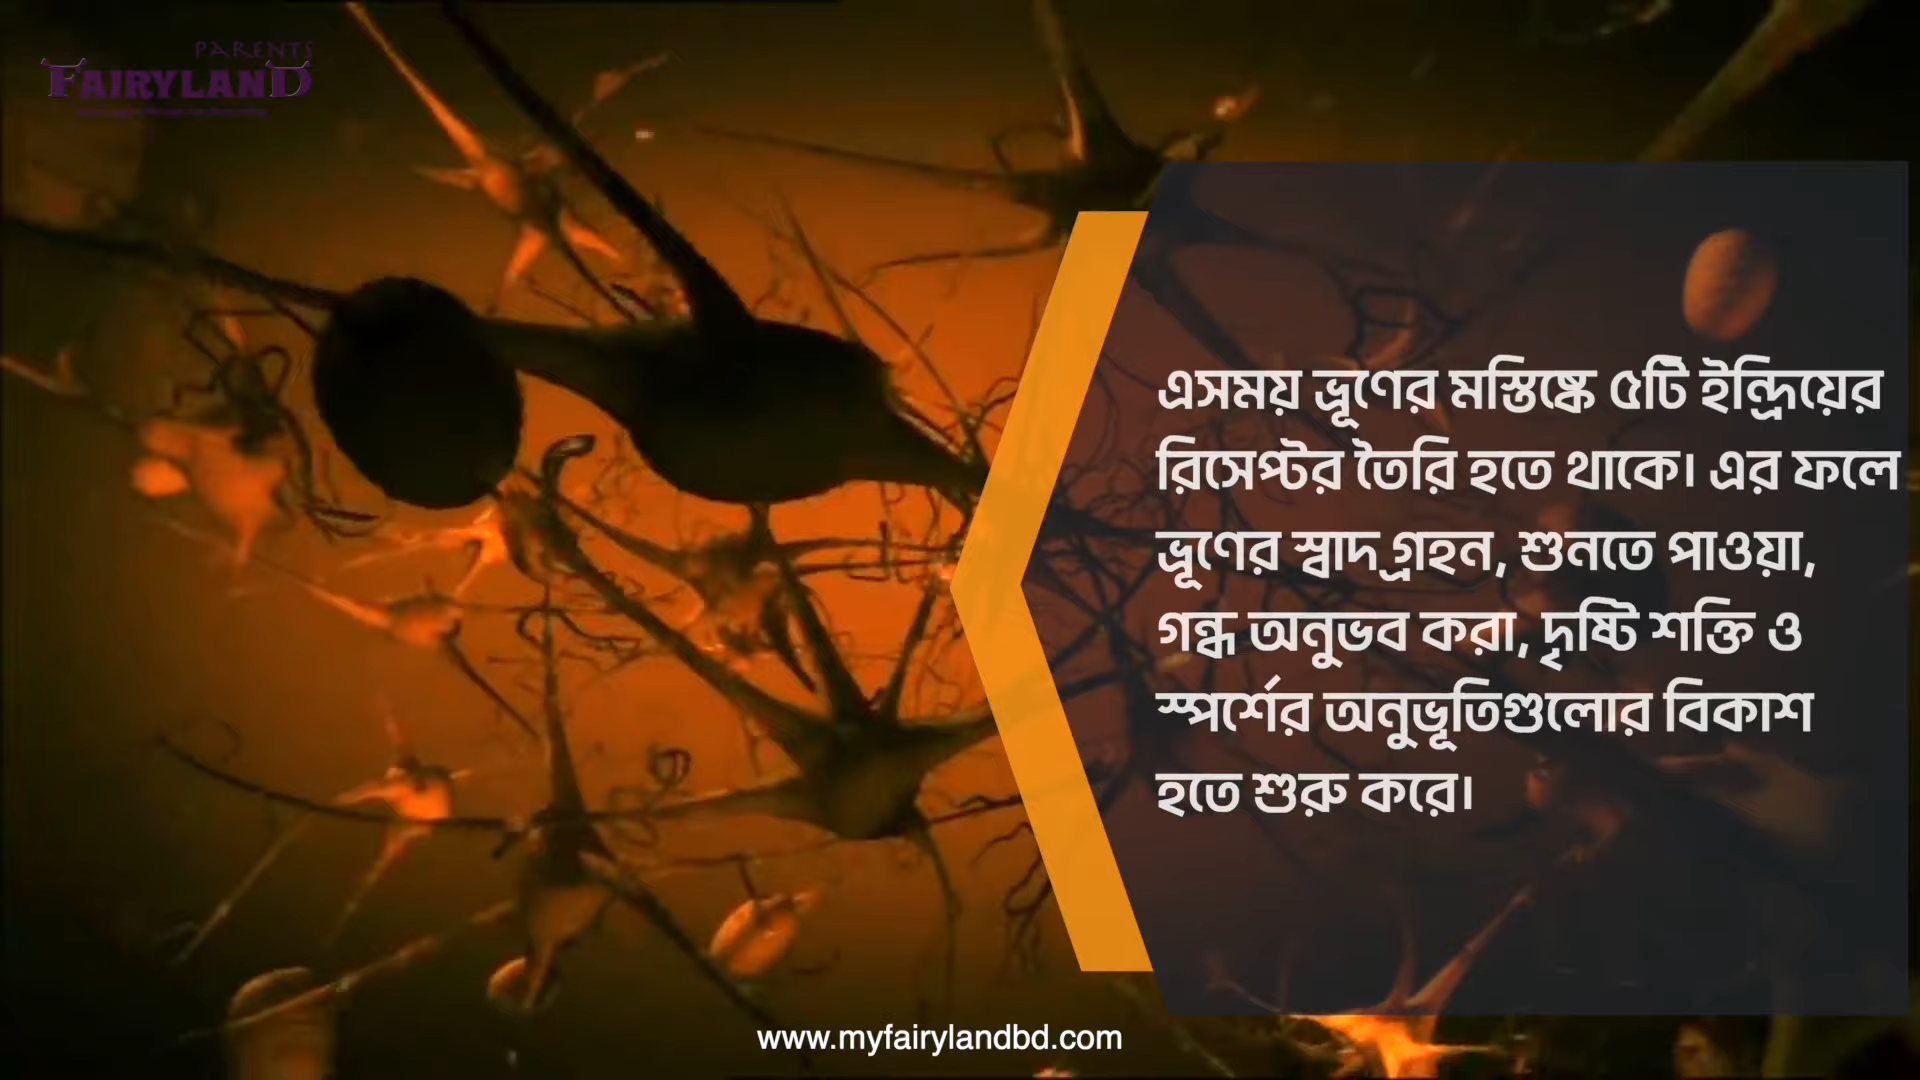 PARENTS
FAIRYLAND
এসময় ভ্রূণের মস্তিষ্কে ৫টি ইন্দ্রিয়ের
রিসেপ্টর তৈরি হতে থাকে। এর ফলে
ভ্রূণের স্বাদ গ্রহন, শুনতে পাওয়া,
গন্ধ অনুভব করা, দৃষ্টি শক্তি ও
স্পর্শের অনুভূতিগুলোর বিকাশ
হতে শুরু করে।
www.myfairylandbd.com